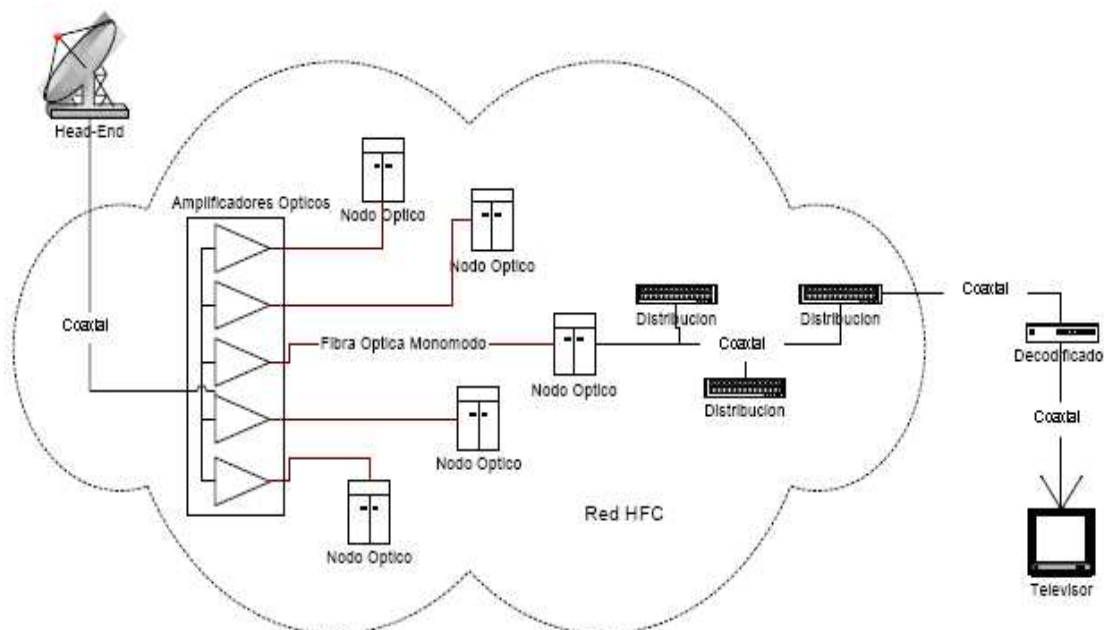 Head-End
Amplificadores Opticos
Nodo Optico
Nodo Optico
Coaxial
Fibra Optica Monomodo
Nodo Optico
Distribucion
Distribucion
Coaxial
Distribucion
Coaxial
Decodificado
Coaxial
Nodo Optico
Nodo Optico
Red HFC
Televisor